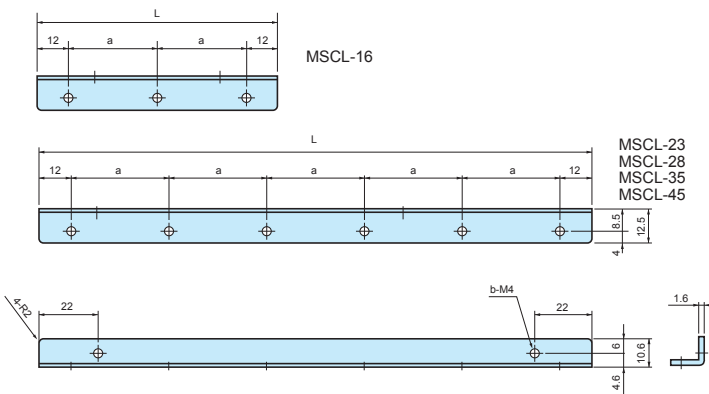 L
12 a a 12
MSCL-16
L
12 a a a a a 12
MSCL-23
MSCL-28
MSCL-35
MSCL-45
8.5
12.5
4
4-R2
22
b-M4
22
6
10.6
4.6
1.6